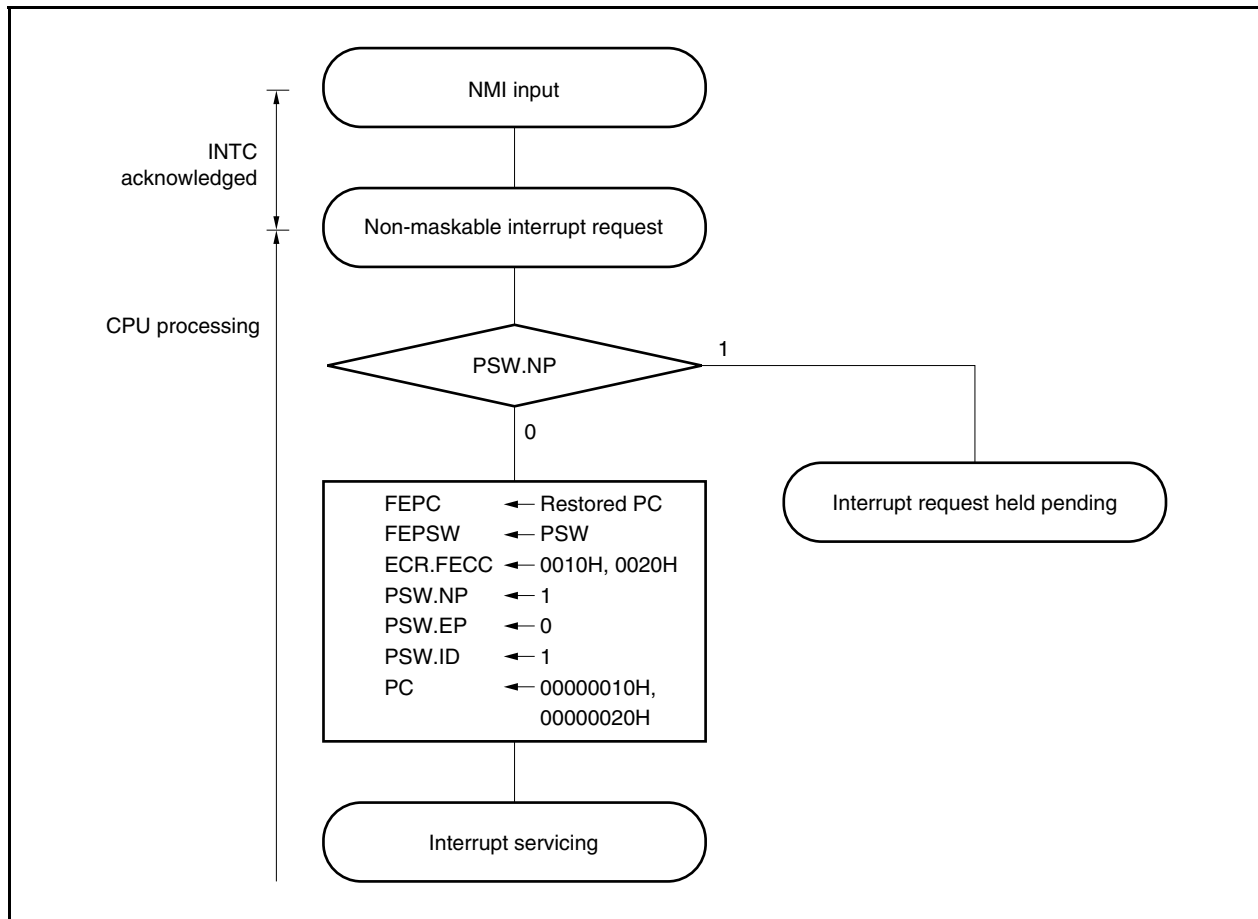 NMI input
INTC
acknowledged
Non-maskable interrupt request
CPU processing
PSW.NP
1
0
FEPC ← Restored PC
FEPSW ← PSW
ECR.FECC ← 0010H, 0020H
PSW.NP ← 1
PSW.EP ← 0
PSW.ID ← 1
PC ← 00000010H,
00000020H
Interrupt request held pending
Interrupt servicing